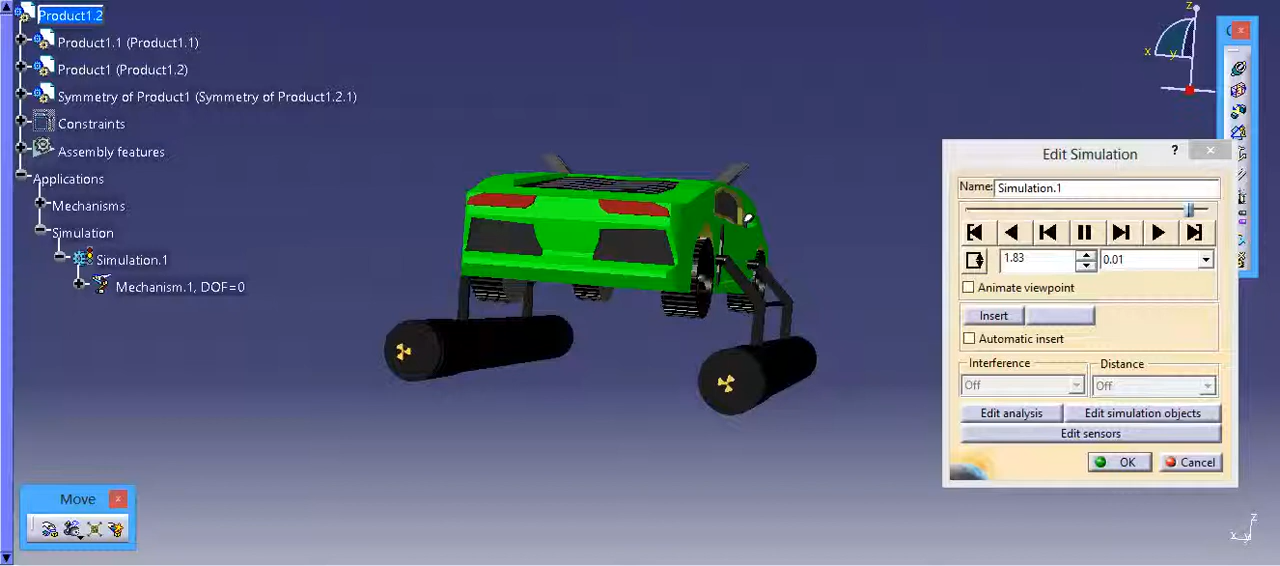 Product1.2
Product1.1 (Product1.1)
Product1 (Product1.2)
Symmetry of Product1 (Symmetry of Product1.2.1)
Constraints
Assembly features
Applications
Mechanisms
Simulation
Simulation.1
Mechanism.1, DOF=0
z
x
y
Edit Simulation ? x
Name: Simulation.1
1.83 0.01
Animate viewpoint
Insert
Automatic insert
Interference Distance
Off Off
Edit analysis Edit simulation objects
Edit sensors
OK Cancel
Move x
z
x y